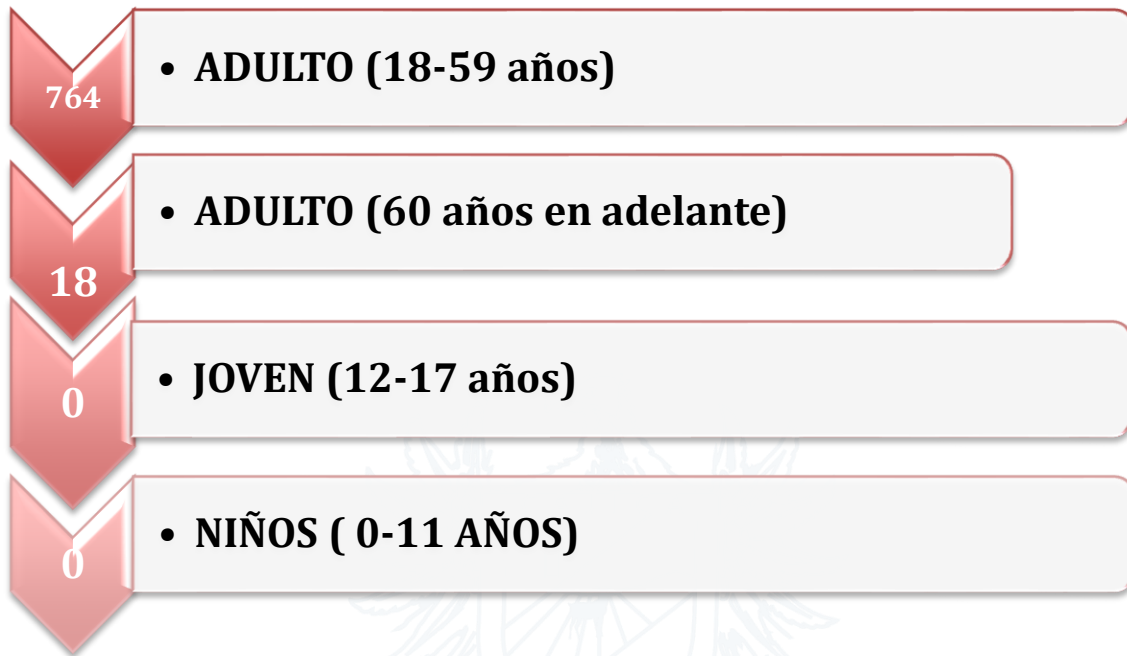 764
• ADULTO (18-59 años)
18
• ADULTO (60 años en adelante)
0
• JOVEN (12-17 años)
0
• NIÑOS ( 0-11 AÑOS)